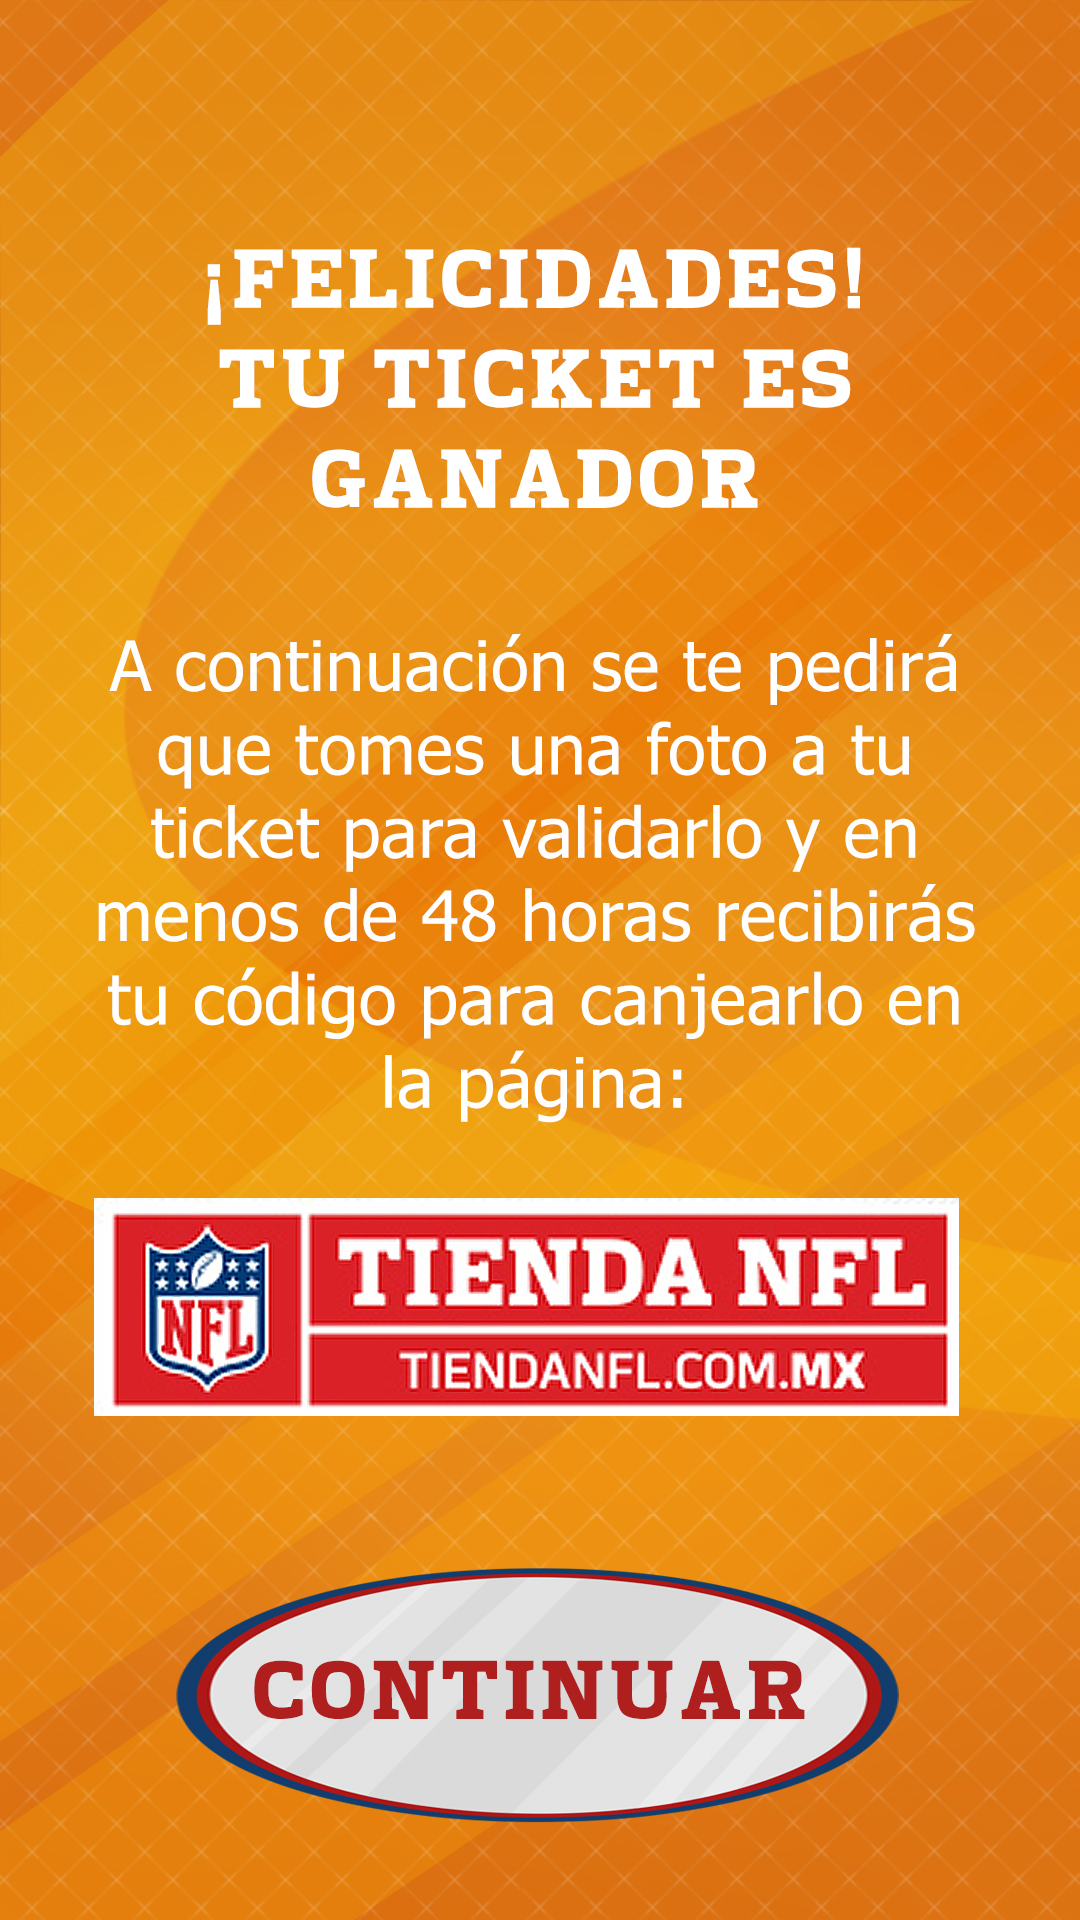 ¡FELICIDADES!
TU TICKET ES
GANADOR
A continuación se te pedirá
que tomes una foto a tu
ticket para validarlo y en
menos de 48 horas recibirás
tu código para canjearlo en
la página:
NFL
TIENDA NFL
TIENDANFL.COM.MX
CONTINUAR